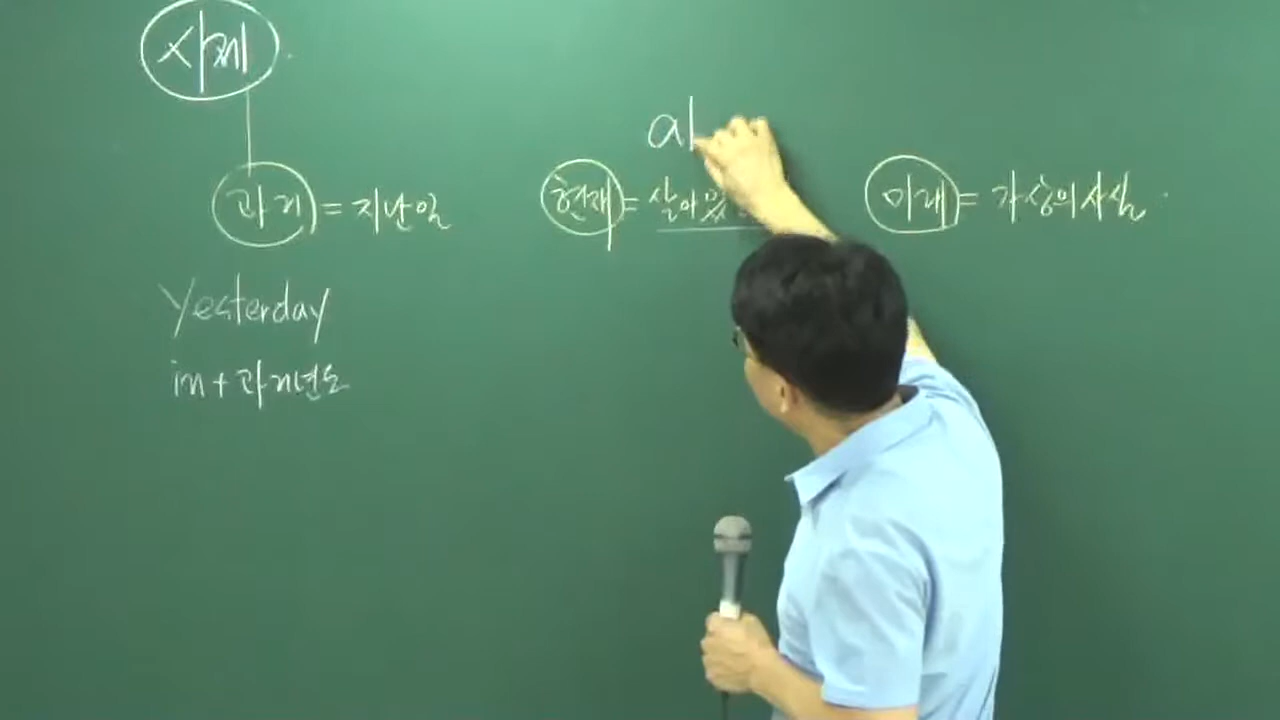 시제
al
과거 = 지난일
현재 = 살아있
미래 = 가상의 사실
Yesterday
in + 과거년도